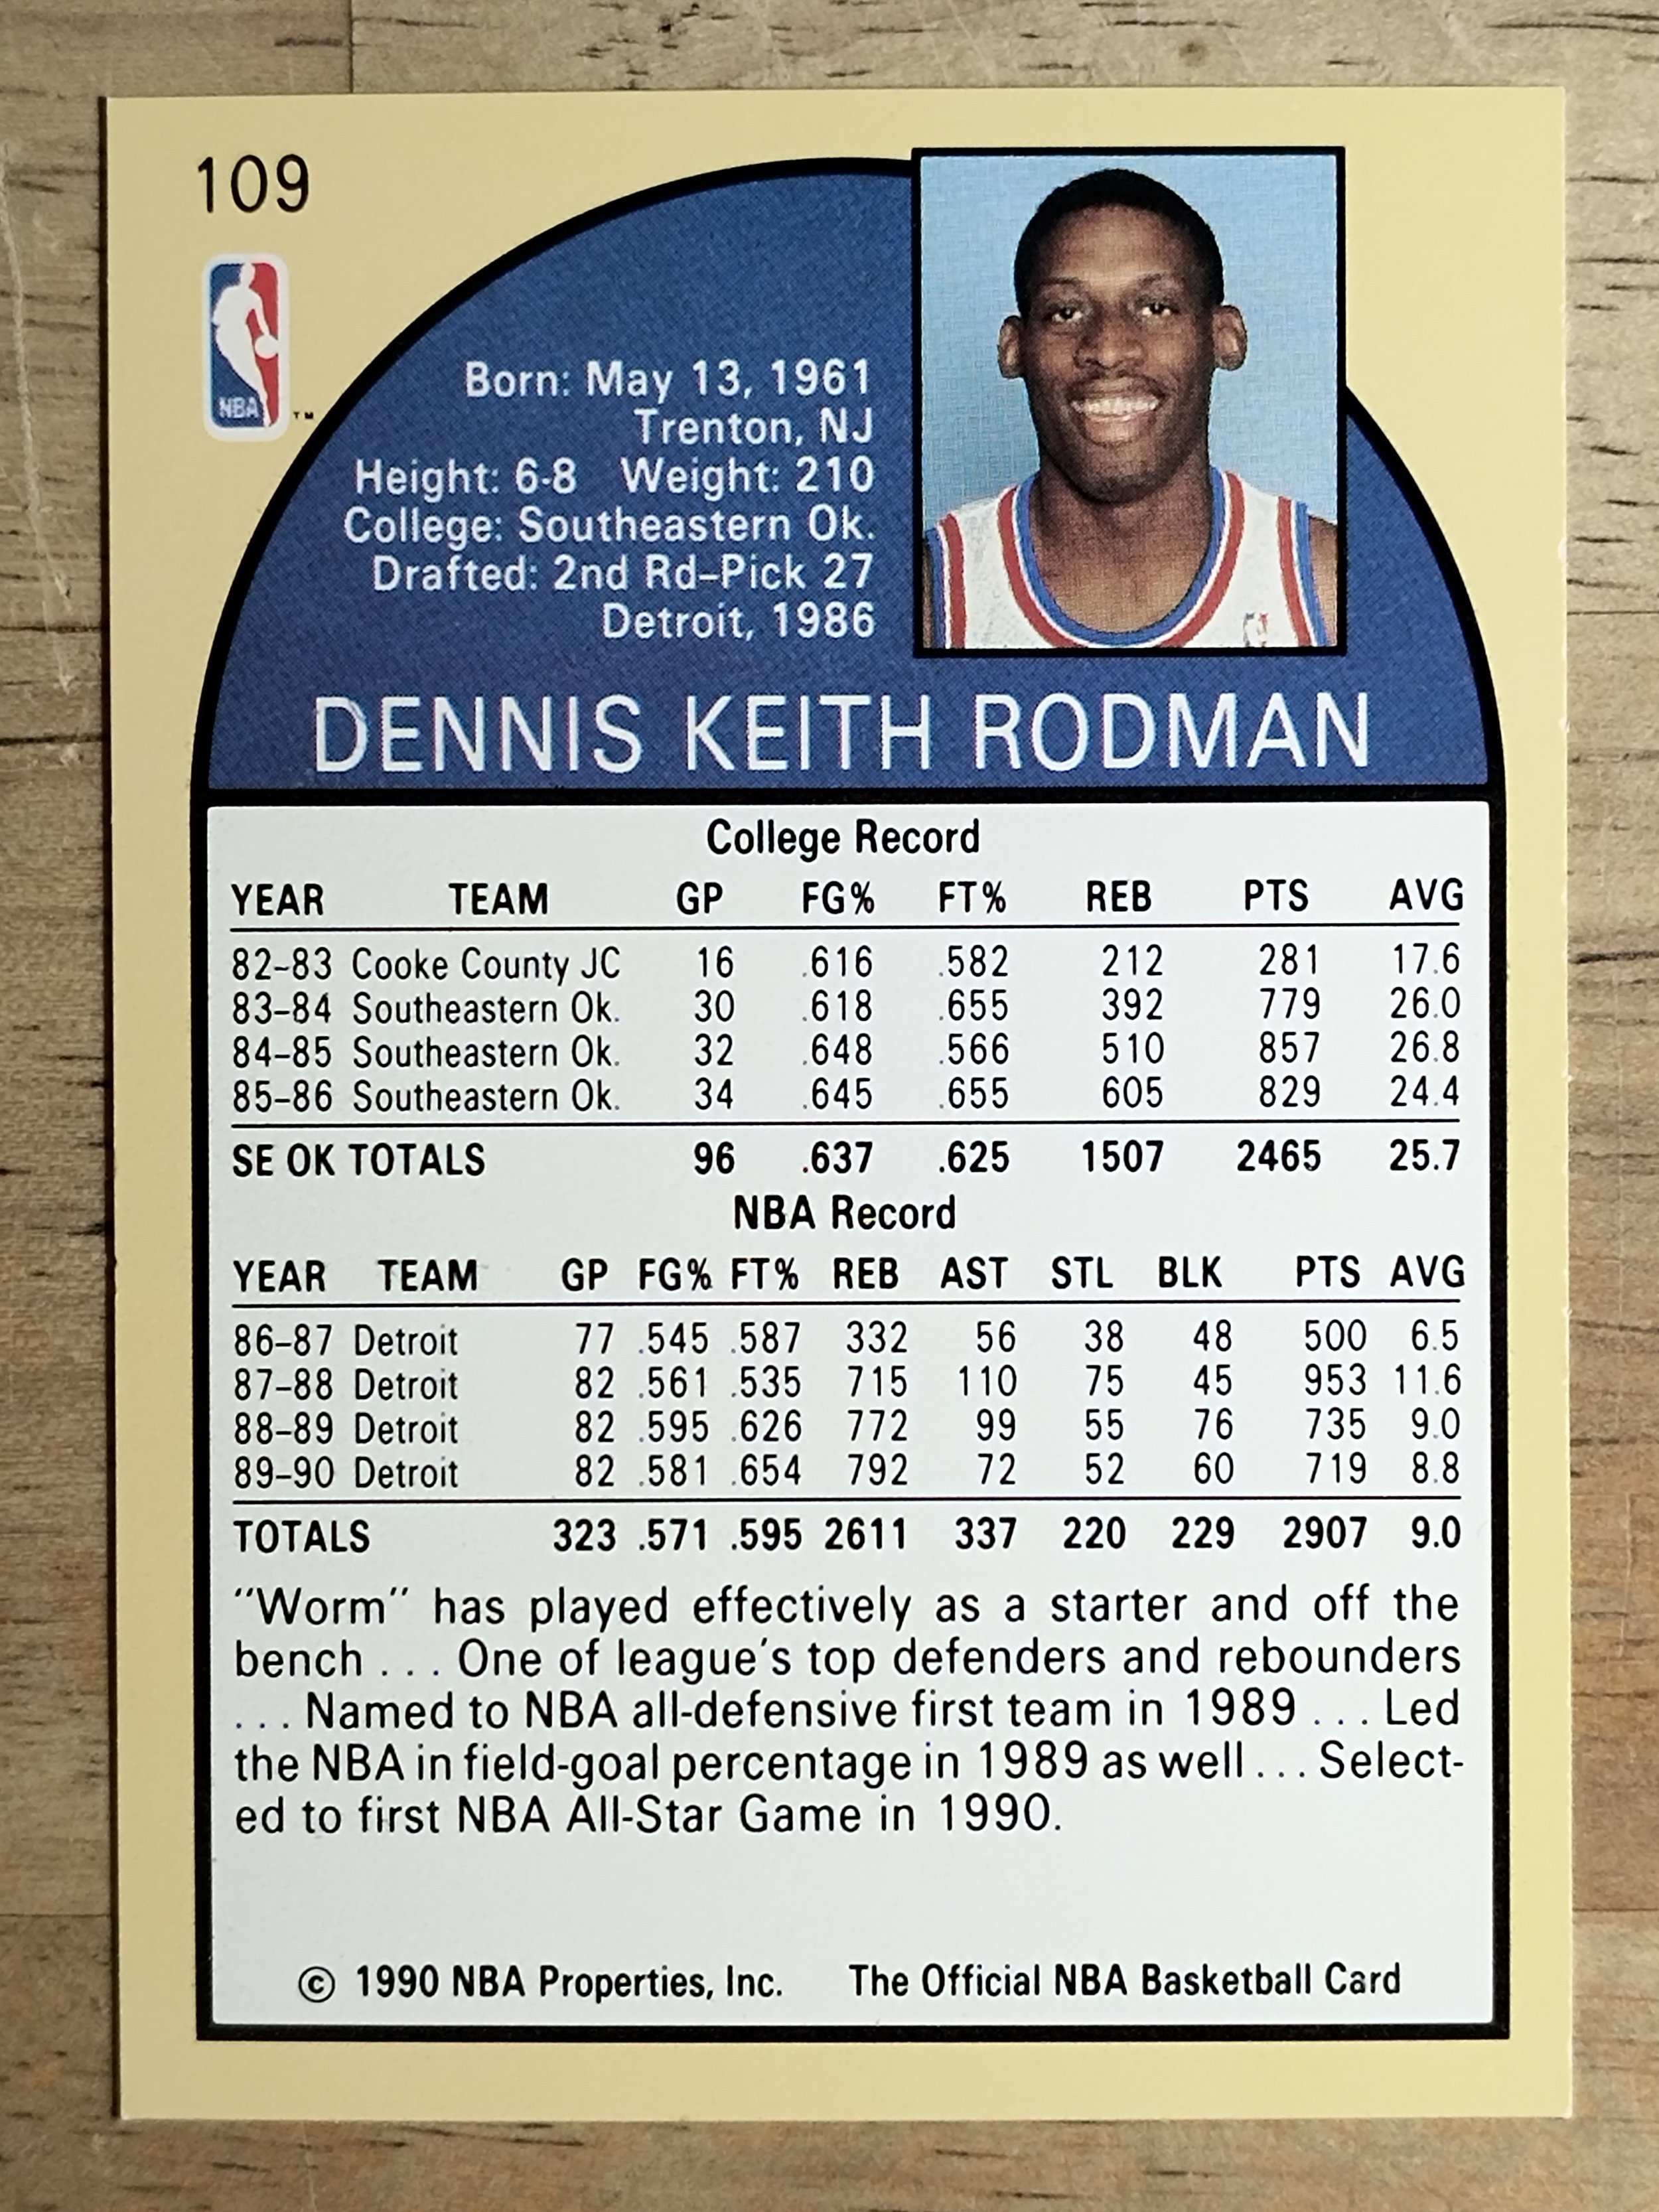 109
NBA
TM
Born: May 13, 1961
Trenton, NJ
Height: 6-8 Weight: 210
College: Southeastern Ok.
Drafted: 2nd Rd–Pick 27
Detroit, 1986
DENNIS KEITH RODMAN
College Record
YEAR TEAM GP FG% FT% REB PTS AVG
82–83 Cooke County JC 16 .616 .582 212 281 17.6
83–84 Southeastern Ok. 30 .618 .655 392 779 26.0
84–85 Southeastern Ok. 32 .648 .566 510 857 26.8
85–86 Southeastern Ok. 34 .645 .655 605 829 24.4
SE OK TOTALS 96 .637 .625 1507 2465 25.7
NBA Record
YEAR TEAM GP FG% FT% REB AST STL BLK PTS AVG
86–87 Detroit 77 .545 .587 332 56 38 48 500 6.5
87–88 Detroit 82 .561 .535 715 110 75 45 953 11.6
88–89 Detroit 82 .595 .626 772 99 55 76 735 9.0
89–90 Detroit 82 .581 .654 792 72 52 60 719 8.8
TOTALS 323 .571 .595 2611 337 220 229 2907 9.0
"Worm" has played effectively as a starter and off the
bench . . . One of league's top defenders and rebounders
. . . Named to NBA all-defensive first team in 1989 . . . Led
the NBA in field-goal percentage in 1989 as well . . . Select-
ed to first NBA All-Star Game in 1990.
© 1990 NBA Properties, Inc. The Official NBA Basketball Card